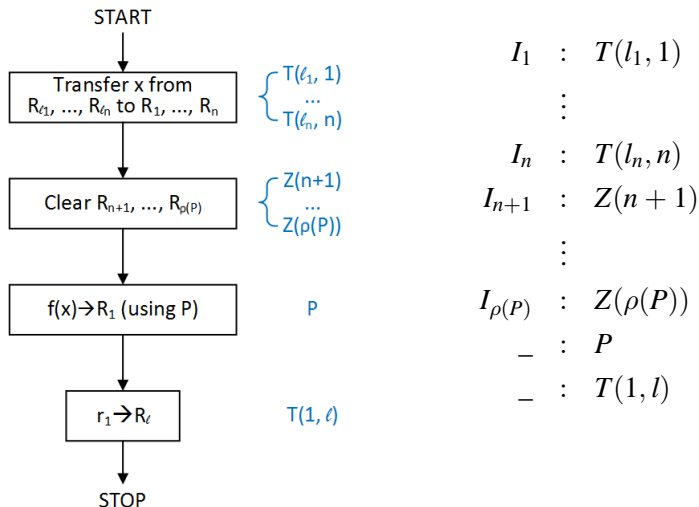 START
Transfer x from
Rℓ1, ..., Rℓn to R1, ..., Rn
T(ℓ1, 1)
...
T(ℓn, n)
Clear Rn+1, ..., Rρ(P)
Z(n+1)
...
Z(ρ(P))
f(x)→R1 (using P)
P
r1→Rℓ
T(1, ℓ)
STOP
I1 : T(l1, 1)
⋮
In : T(ln, n)
In+1 : Z(n + 1)
⋮
Iρ(P) : Z(ρ(P))
– : P
– : T(1, l)